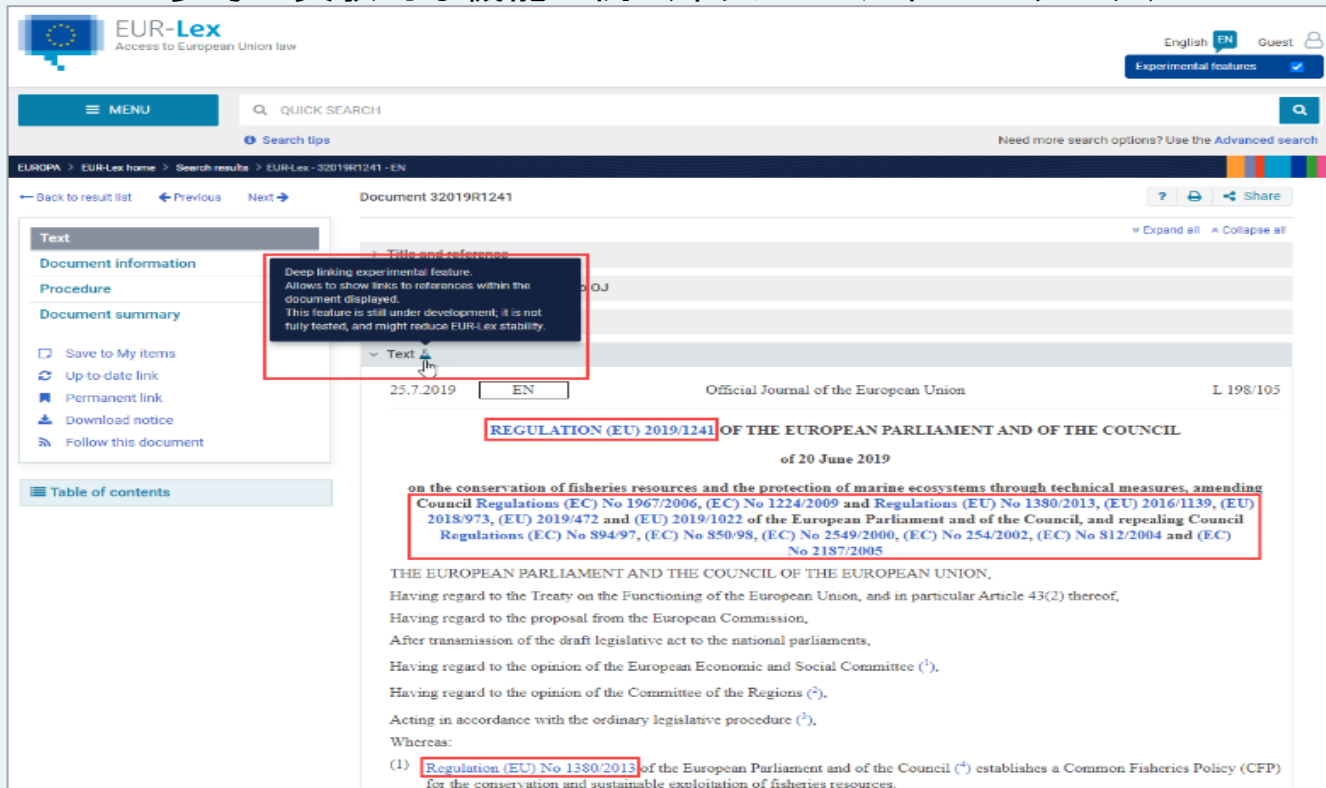 EUR-Lex
Access to European Union law
English EN Guest
Experimental features
MENU
QUICK SEARCH
Search tips
Need more search options? Use the Advanced search
EUROPA > EUR-Lex home > Search results > EUR-Lex - 32019R1241 - EN
Back to result list Previous Next
Document 32019R1241
? Share
Expand all Collapse all
Text
Document information
Procedure
Document summary
Save to My items
Up-to-date link
Permanent link
Download notice
Follow this document
Table of contents
Title and reference
Deep linking experimental feature.
Allows to show links to references within the
document displayed.
This feature is still under development; it is not
fully tested, and might reduce EUR-Lex stability.
OJ
Text
25.7.2019 EN Official Journal of the European Union L 198/105
REGULATION (EU) 2019/1241 OF THE EUROPEAN PARLIAMENT AND OF THE COUNCIL
of 20 June 2019
on the conservation of fisheries resources and the protection of marine ecosystems through technical measures, amending
Council Regulations (EC) No 1967/2006, (EC) No 1224/2009 and Regulations (EU) No 1380/2013, (EU) 2016/1139, (EU)
2018/973, (EU) 2019/472 and (EU) 2019/1022 of the European Parliament and of the Council, and repealing Council
Regulations (EC) No 894/97, (EC) No 850/98, (EC) No 2549/2000, (EC) No 254/2002, (EC) No 812/2004 and (EC)
No 2187/2005
THE EUROPEAN PARLIAMENT AND THE COUNCIL OF THE EUROPEAN UNION,
Having regard to the Treaty on the Functioning of the European Union, and in particular Article 43(2) thereof,
Having regard to the proposal from the European Commission,
After transmission of the draft legislative act to the national parliaments,
Having regard to the opinion of the European Economic and Social Committee (1),
Having regard to the opinion of the Committee of the Regions (2),
Acting in accordance with the ordinary legislative procedure (3),
Whereas:
(1) Regulation (EU) No 1380/2013 of the European Parliament and of the Council (4) establishes a Common Fisheries Policy (CFP)
for the conservation and sustainable exploitation of fisheries resources.